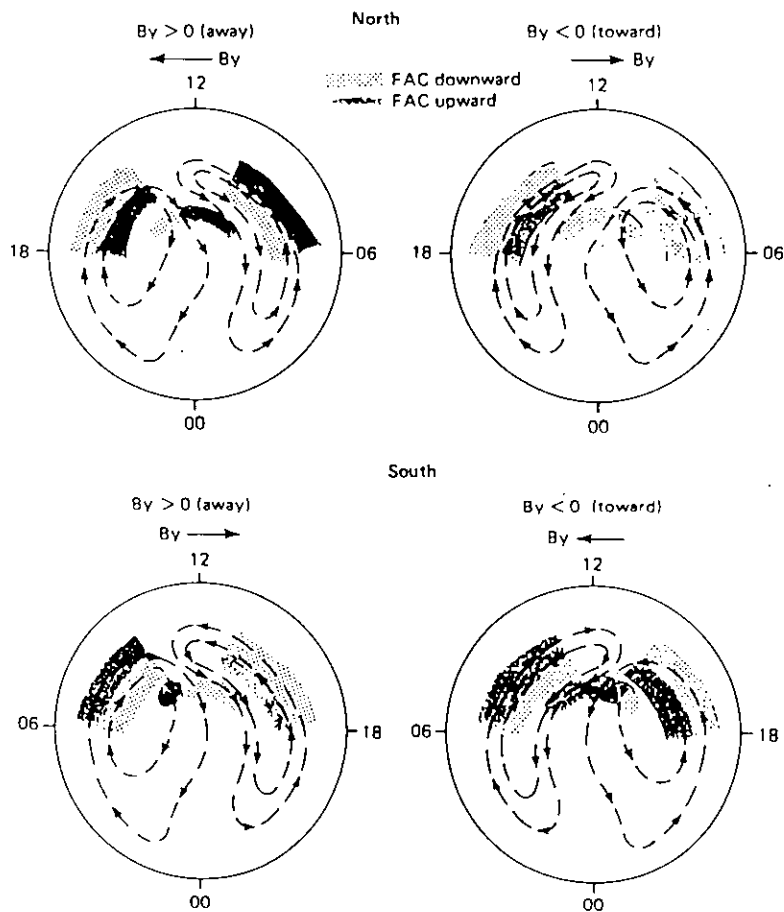 North
By > 0 (away)
By
12
18
06
00
By < 0 (toward)
By
12
18
06
00
FAC downward
FAC upward
South
By > 0 (away)
By
12
06
18
00
By < 0 (toward)
By
12
06
18
00